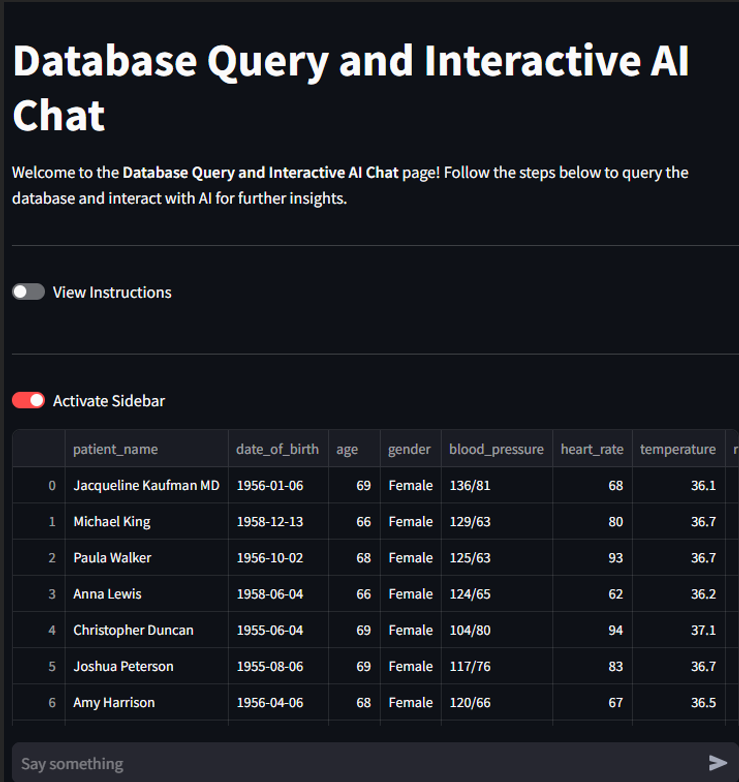 Database Query and Interactive AI
Chat
Welcome to the Database Query and Interactive AI Chat page! Follow the steps below to query the
database and interact with AI for further insights.
View Instructions
Activate Sidebar
patient_name date_of_birth age gender blood_pressure heart_rate temperature r
0 Jacqueline Kaufman MD 1956-01-06 69 Female 136/81 68 36.1
1 Michael King 1958-12-13 66 Female 129/63 80 36.7
2 Paula Walker 1956-10-02 68 Female 125/63 93 36.7
3 Anna Lewis 1958-06-04 66 Female 124/65 62 36.2
4 Christopher Duncan 1955-06-04 69 Female 104/80 94 37.1
5 Joshua Peterson 1955-08-06 69 Female 117/76 83 36.7
6 Amy Harrison 1956-04-06 68 Female 120/66 67 36.5
Say something